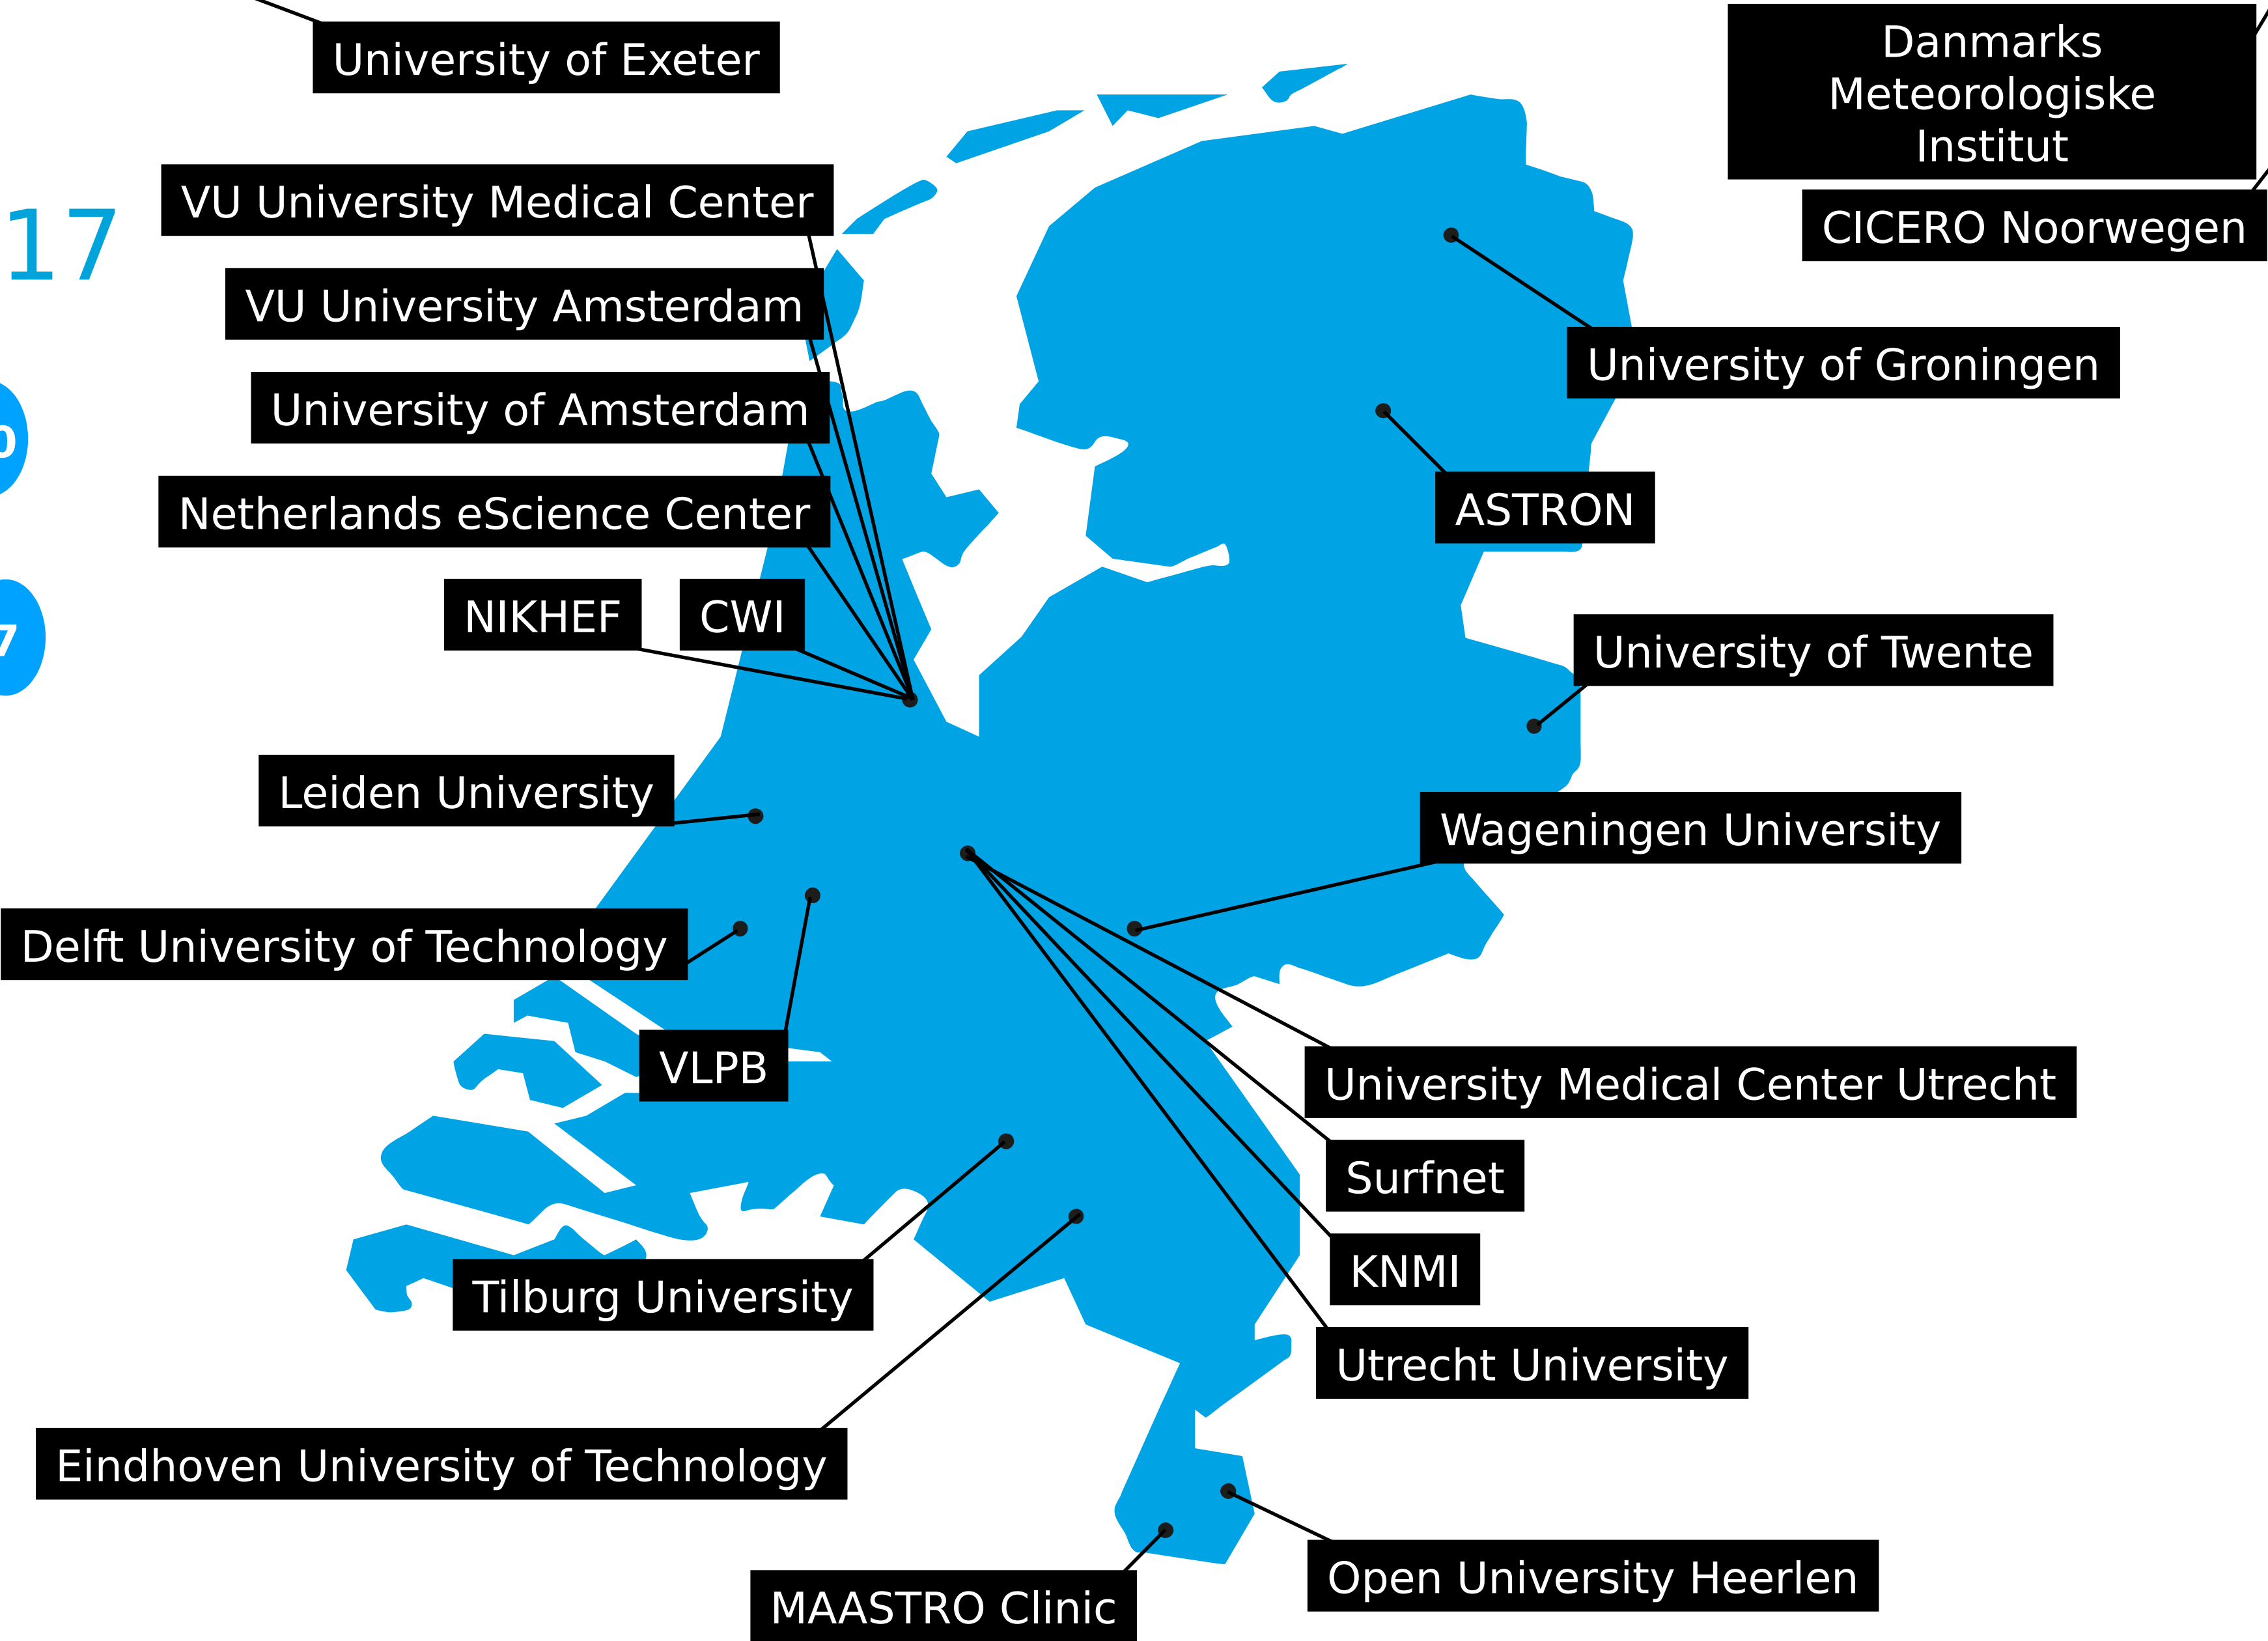 University of Exeter
Danmarks
Meteorologiske
Institut
VU University Medical Center
CICERO Noorwegen
17
VU University Amsterdam
University of Groningen
University of Amsterdam
0
ASTRON
Netherlands eScience Center
NIKHEF
CWI
7
University of Twente
Leiden University
Wageningen University
Delft University of Technology
VLPB
University Medical Center Utrecht
Surfnet
KNMI
Tilburg University
Utrecht University
Eindhoven University of Technology
Open University Heerlen
MAASTRO Clinic